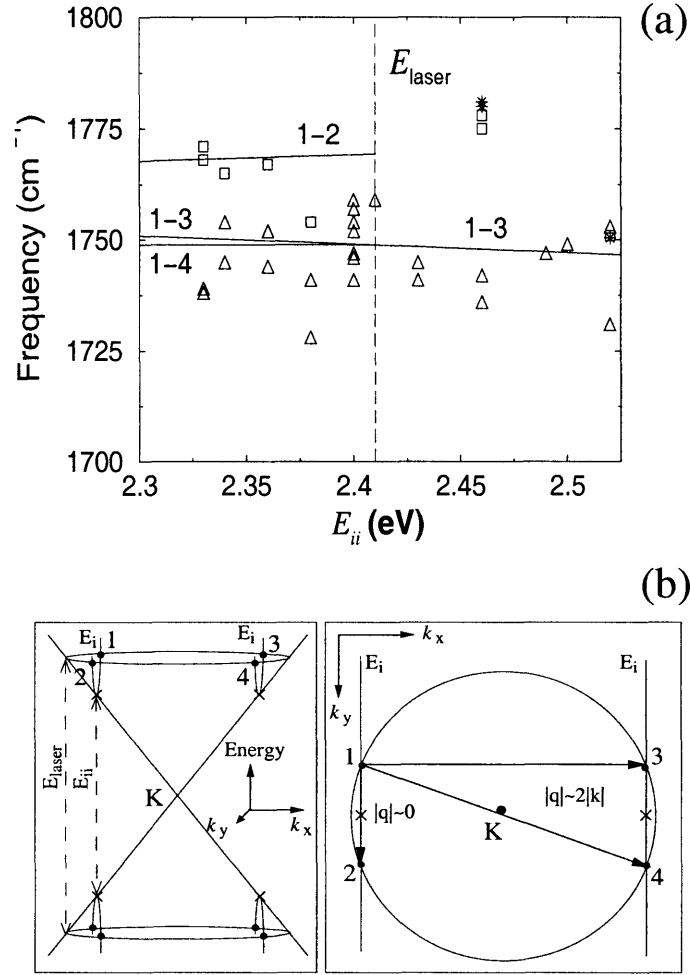 (a)
1800
1775
1750
1725
1700
Frequency (cm⁻¹)
E_laser
1−2
1−3
1−3
1−4
2.3
2.35
2.4
2.45
2.5
E_ii (eV)
(b)
E_i
1
E_i
3
2
4
E_laser
E_ii
K
Energy
k_y
k_x
k_x
k_y
E_i
E_i
1
3
|q|~0
|q|~2|k|
K
2
4